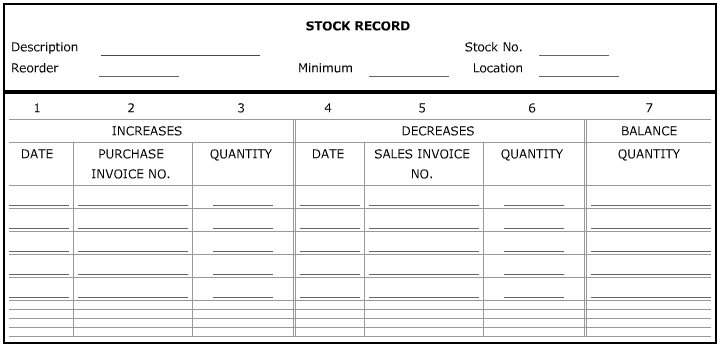 STOCK RECORD
Description Stock No.
Reorder Minimum Location
1 2 3 4 5 6 7
INCREASES DECREASES BALANCE
DATE PURCHASE QUANTITY DATE SALES INVOICE QUANTITY QUANTITY
INVOICE NO. NO.